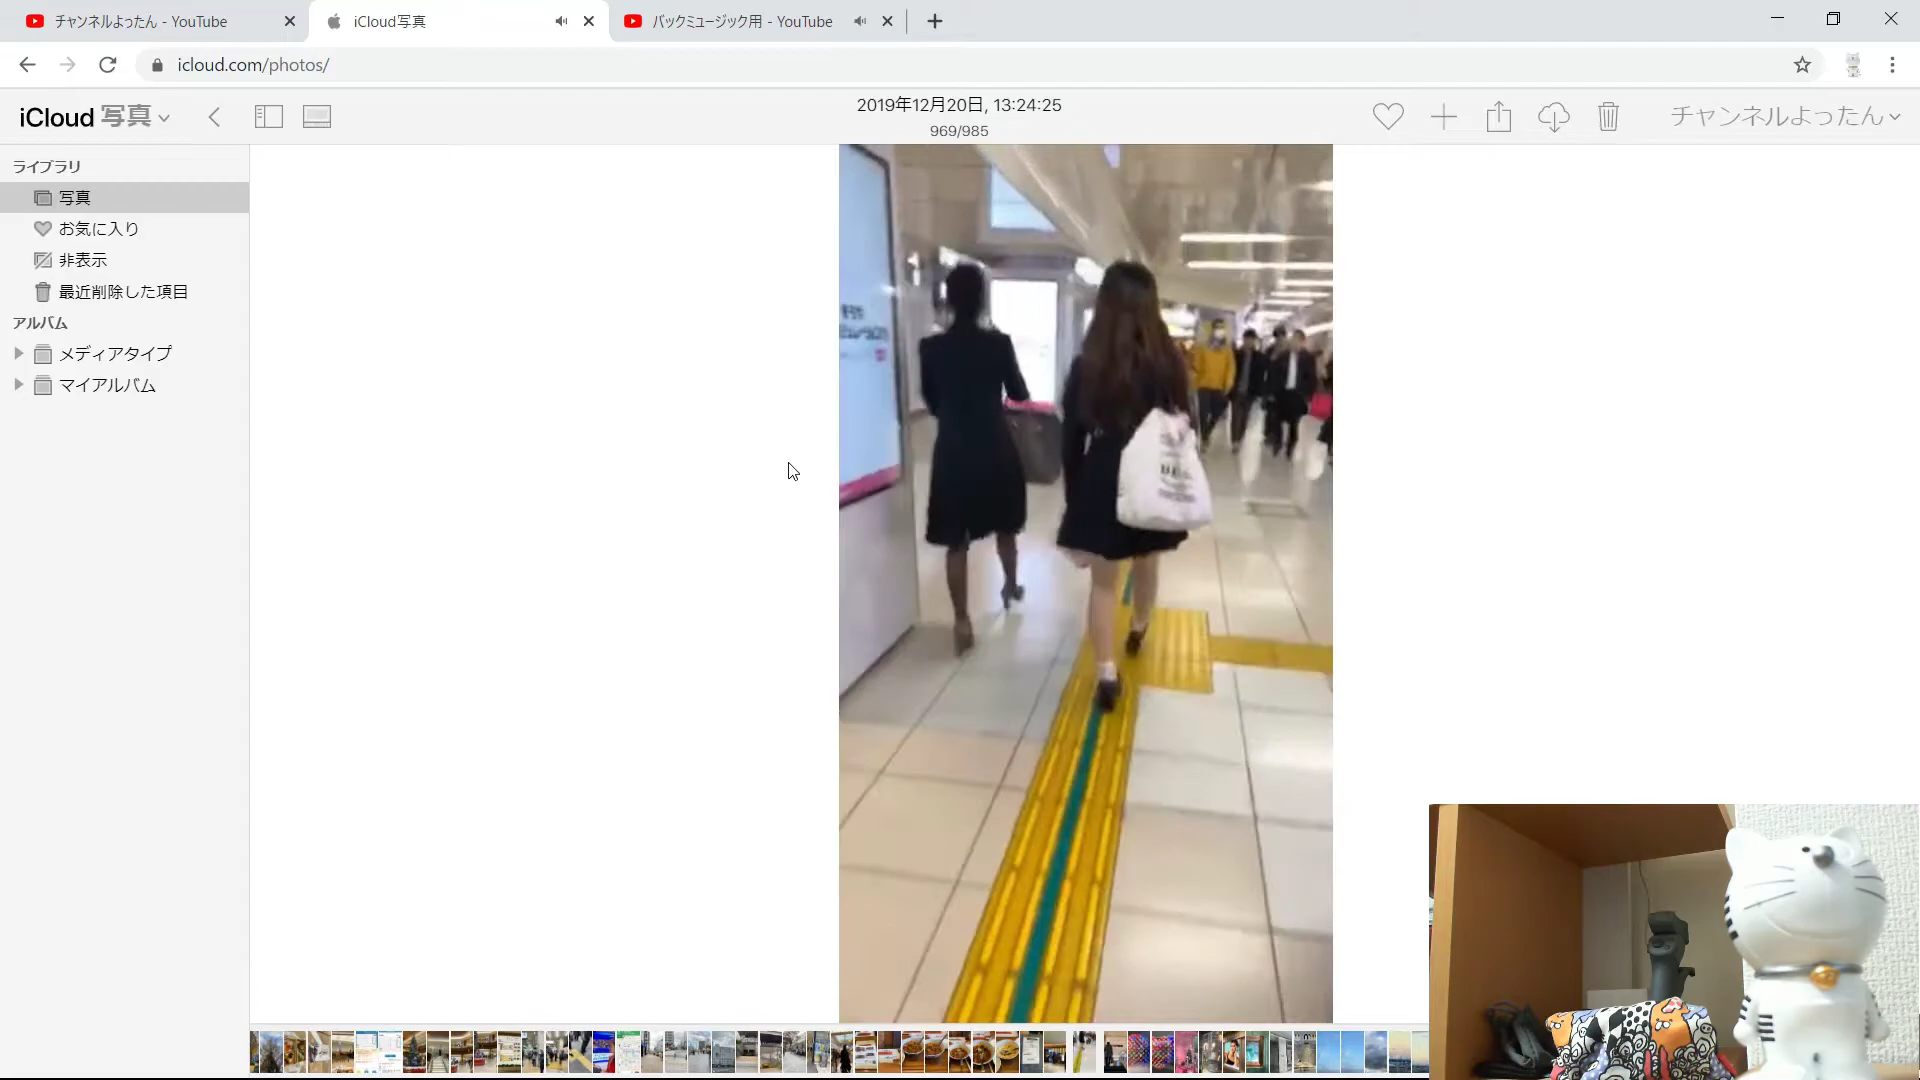 チャンネルよったん - YouTube
iCloud写真
バックミュージック用 - YouTube
icloud.com/photos/
iCloud 写真
2019年12月20日, 13:24:25
969/985
チャンネルよったん
ライブラリ
写真
お気に入り
非表示
最近削除した項目
アルバム
メディアタイプ
マイアルバム